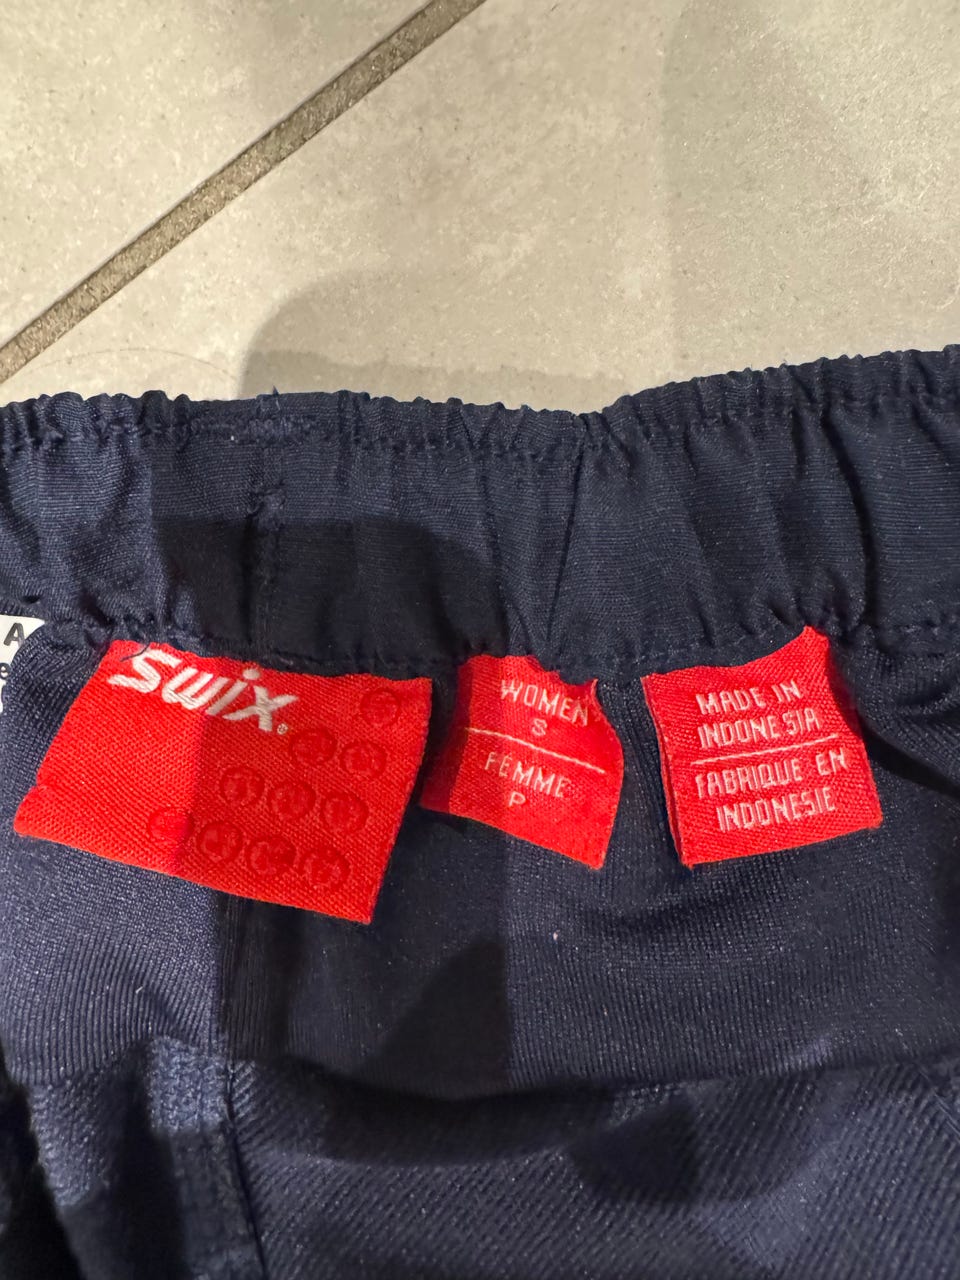 A
e
Swix®
WOMEN
S
FEMME
P
MADE IN
INDONESIA
FABRIQUE EN
INDONESIE